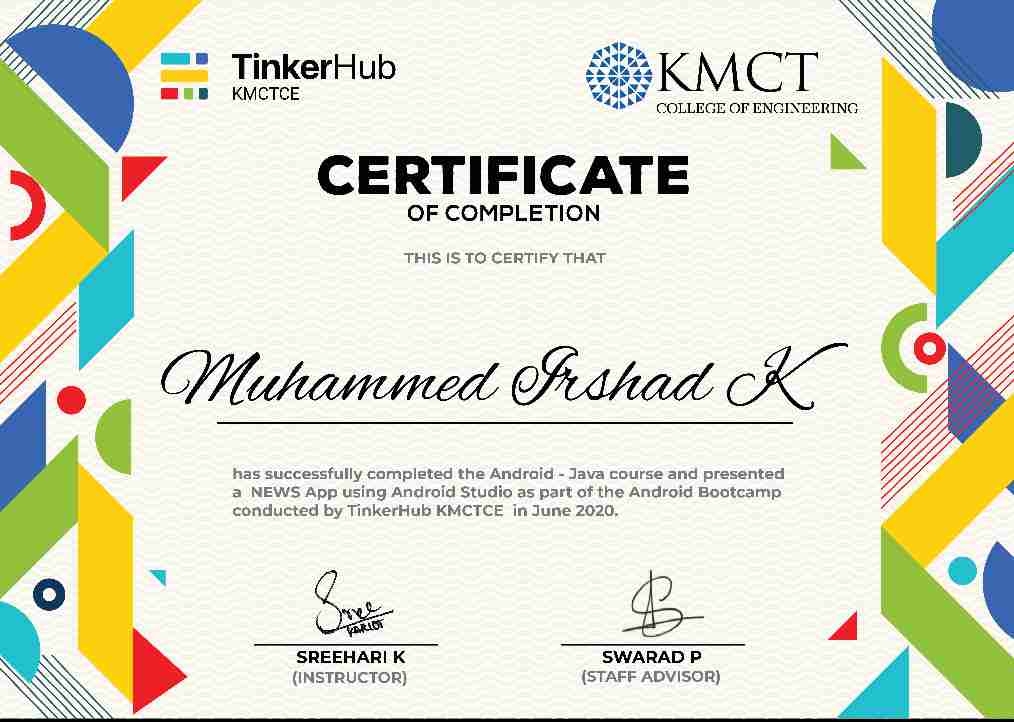 TinkerHub
KMCTCE
KMCT
COLLEGE OF ENGINEERING
CERTIFICATE
OF COMPLETION
THIS IS TO CERTIFY THAT
Muhammed Irshad K
has successfully completed the Android - Java course and presented
a NEWS App using Android Studio as part of the Android Bootcamp
conducted by TinkerHub KMCTCE in June 2020.
Sree
SREEHARI K
(INSTRUCTOR)
SWARAD P
(STAFF ADVISOR)